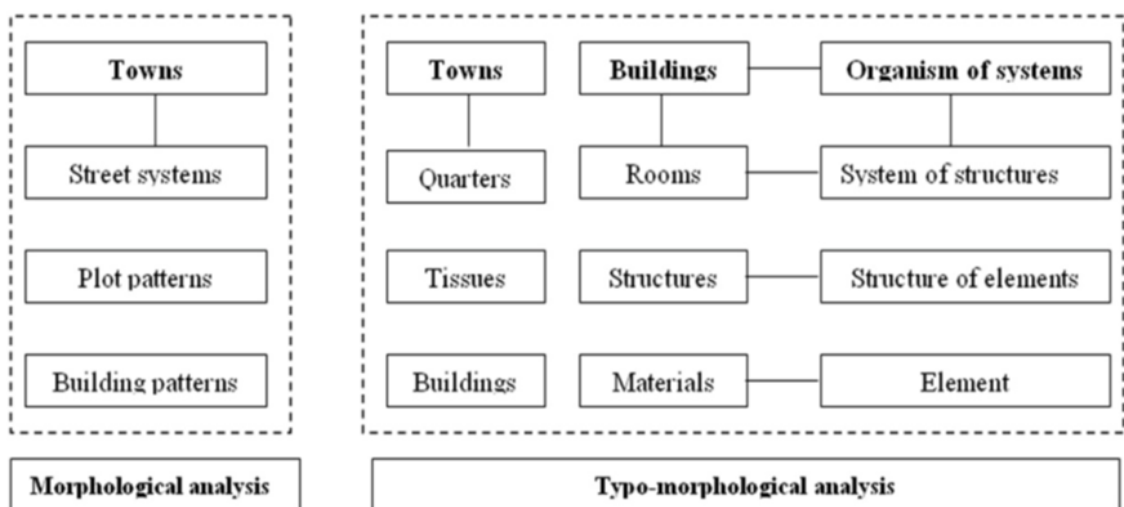 Towns
Street systems
Plot patterns
Building patterns
Morphological analysis
Towns
Buildings
Organism of systems
Quarters
Rooms
System of structures
Tissues
Structures
Structure of elements
Buildings
Materials
Element
Typo-morphological analysis